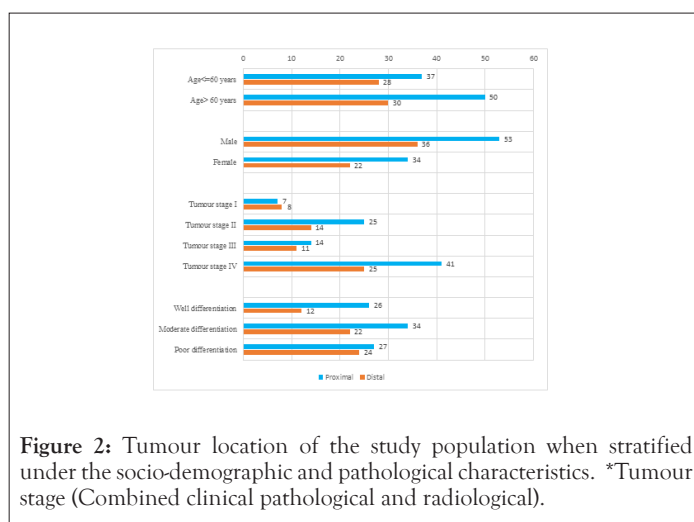 0 10 20 30 40 50 60
Age<=60 years 37
28
Age> 60 years 50
30
Male 53
36
Female 34
22
Tumour stage I 7
8
Tumour stage II 25
14
Tumour stage III 14
11
Tumour stage IV 41
25
Well differentiation 26
12
Moderate differentiation 34
22
Poor differentiation 27
24
Proximal Distal
Figure 2: Tumour location of the study population when stratified
under the socio-demographic and pathological characteristics. *Tumour
stage (Combined clinical pathological and radiological).